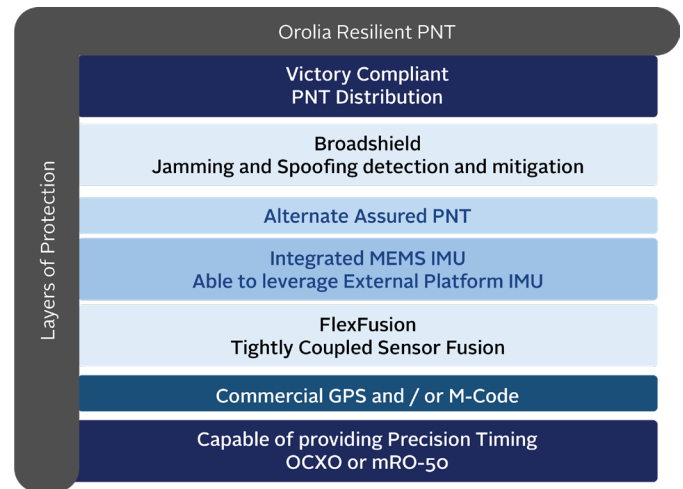 Orolia Resilient PNT
Layers of Protection
Victory Compliant
PNT Distribution
Broadshield
Jamming and Spoofing detection and mitigation
Alternate Assured PNT
Integrated MEMS IMU
Able to leverage External Platform IMU
FlexFusion
Tightly Coupled Sensor Fusion
Commercial GPS and / or M-Code
Capable of providing Precision Timing
OCXO or mRO-50